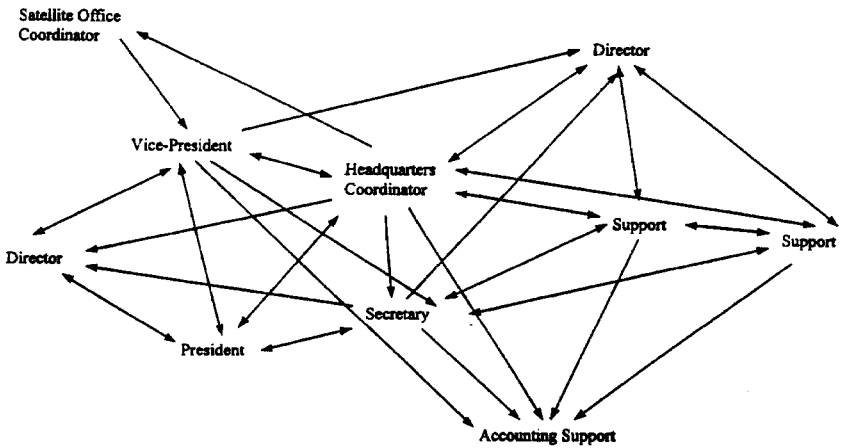 Satellite Office
Coordinator
Director
Vice-President
Headquarters
Coordinator
Support
Support
Director
Secretary
President
Accounting Support